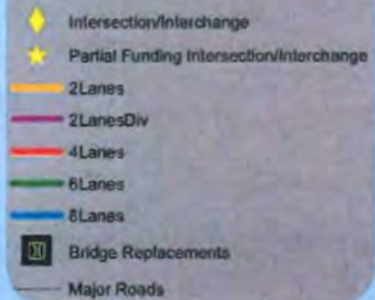 Intersection/Interchange
Partial Funding Intersection/Interchange
2Lanes
2LanesDiv
4Lanes
6Lanes
8Lanes
Bridge Replacements
Major Roads